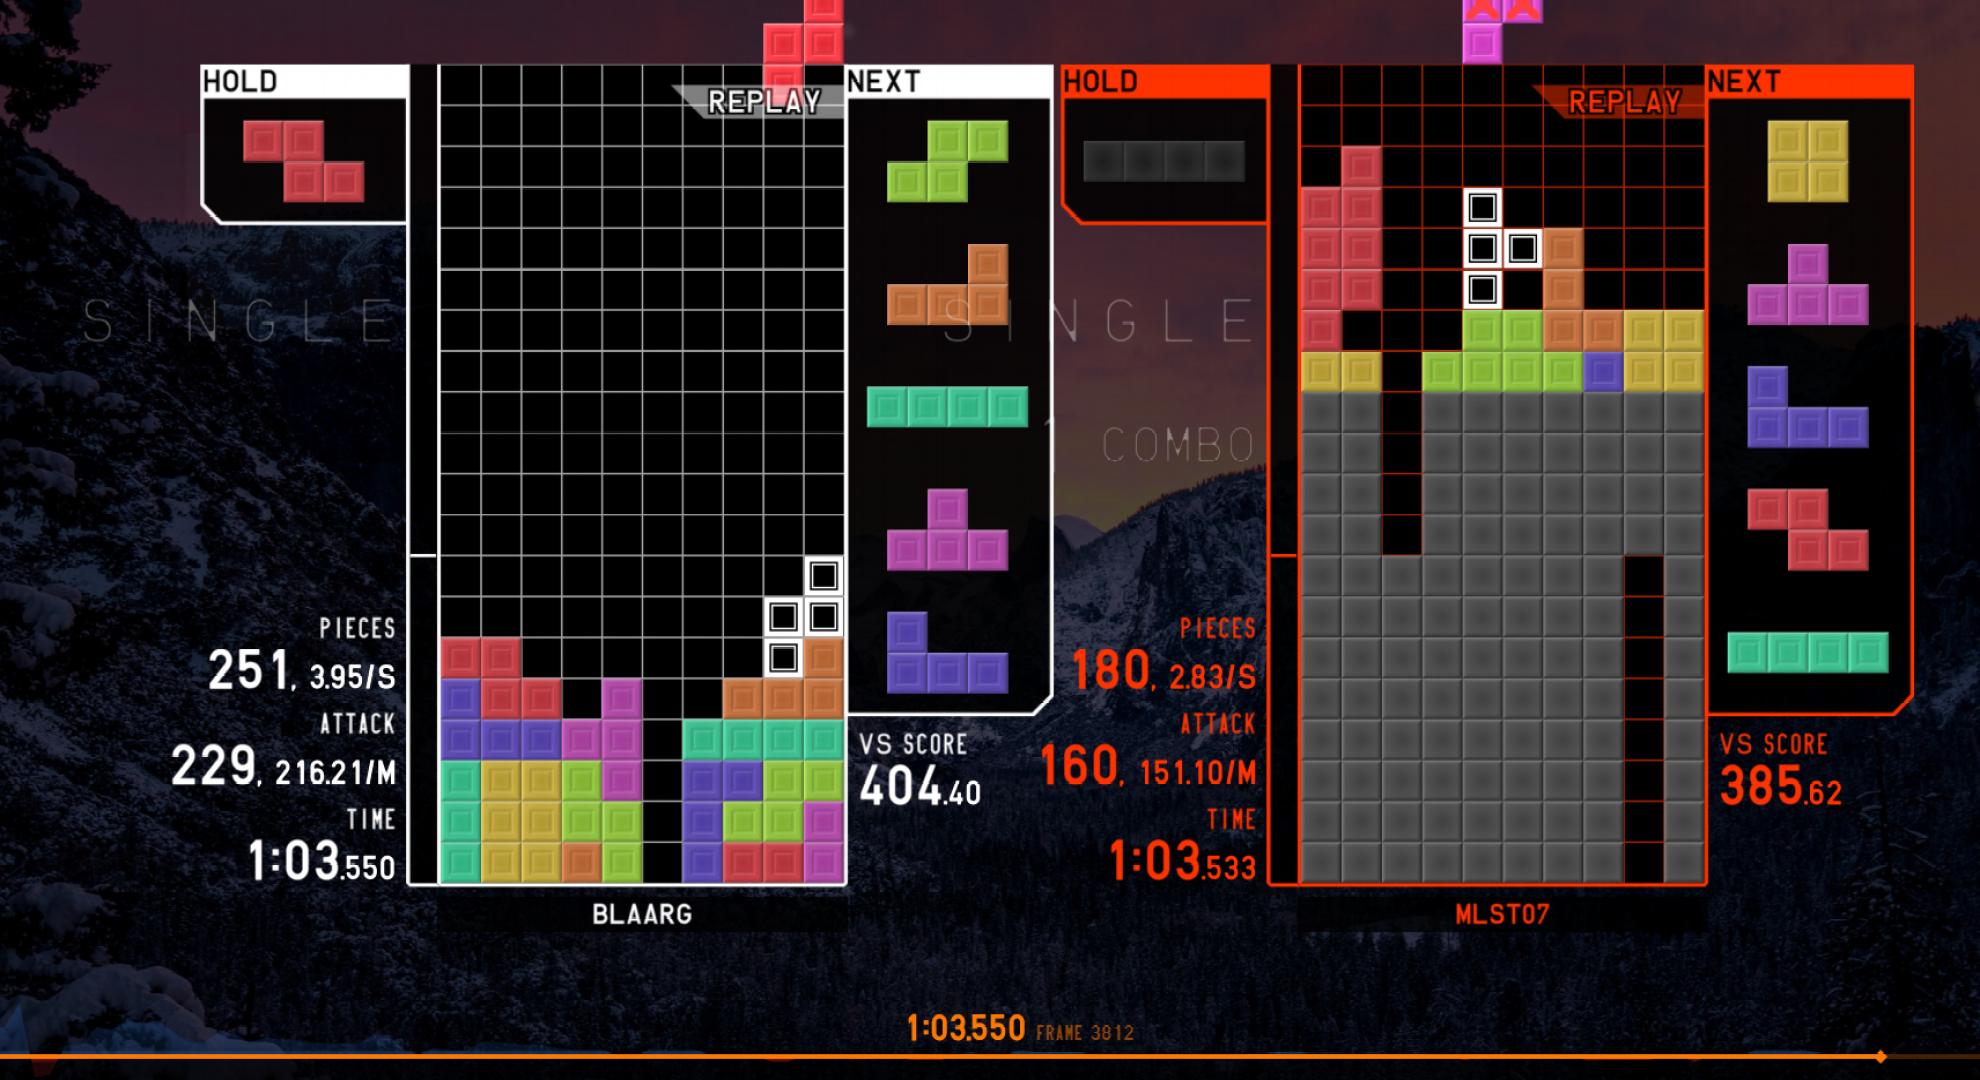 HOLD
REPLAY
NEXT
HOLD
REPLAY
NEXT
SINGLE
SINGLE
COMBO
PIECES
251, 3.95/S
ATTACK
229, 216.21/M
TIME
1:03.550
VS SCORE
404.40
PIECES
180, 2.83/S
ATTACK
160, 151.10/M
TIME
1:03.533
VS SCORE
385.62
BLAARG
MLST07
1:03.550 FRAME 3812